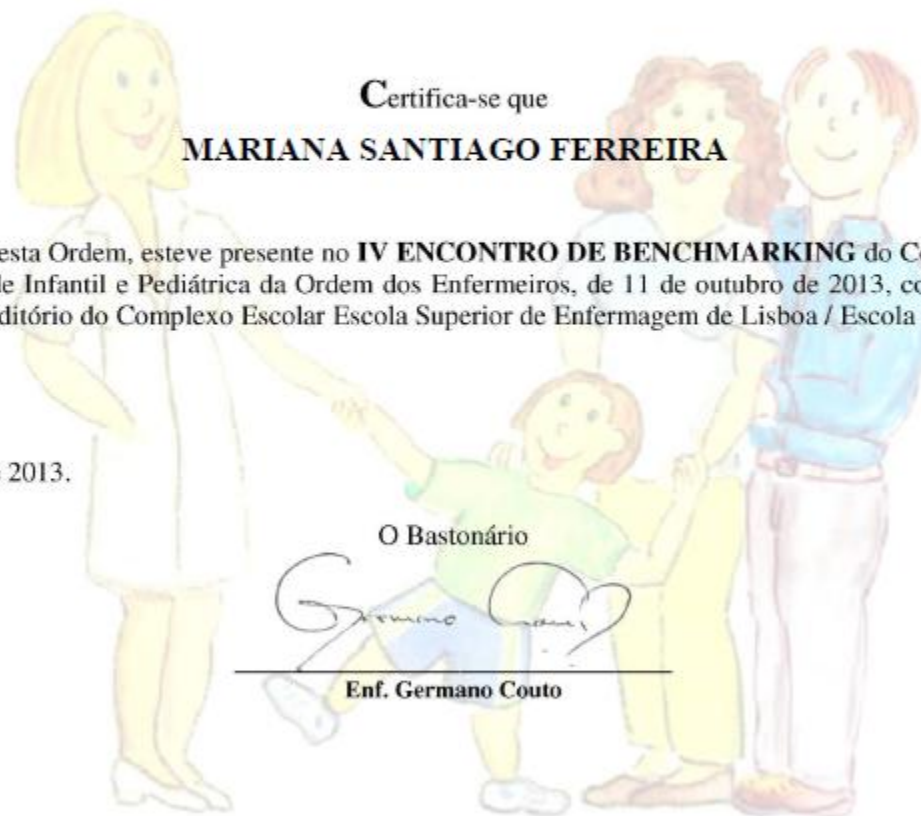 Certifica-se que
MARIANA SANTIAGO FERREIRA
esta Ordem, esteve presente no IV ENCONTRO DE BENCHMARKING do
Infantil e Pediátrica da Ordem dos Enfermeiros, de 11 de outubro de 2013,
do Complexo Escolar Escola Superior de Enfermagem de Lisboa / Escola
2013.
O Bastonário
Enf. Germano Couto